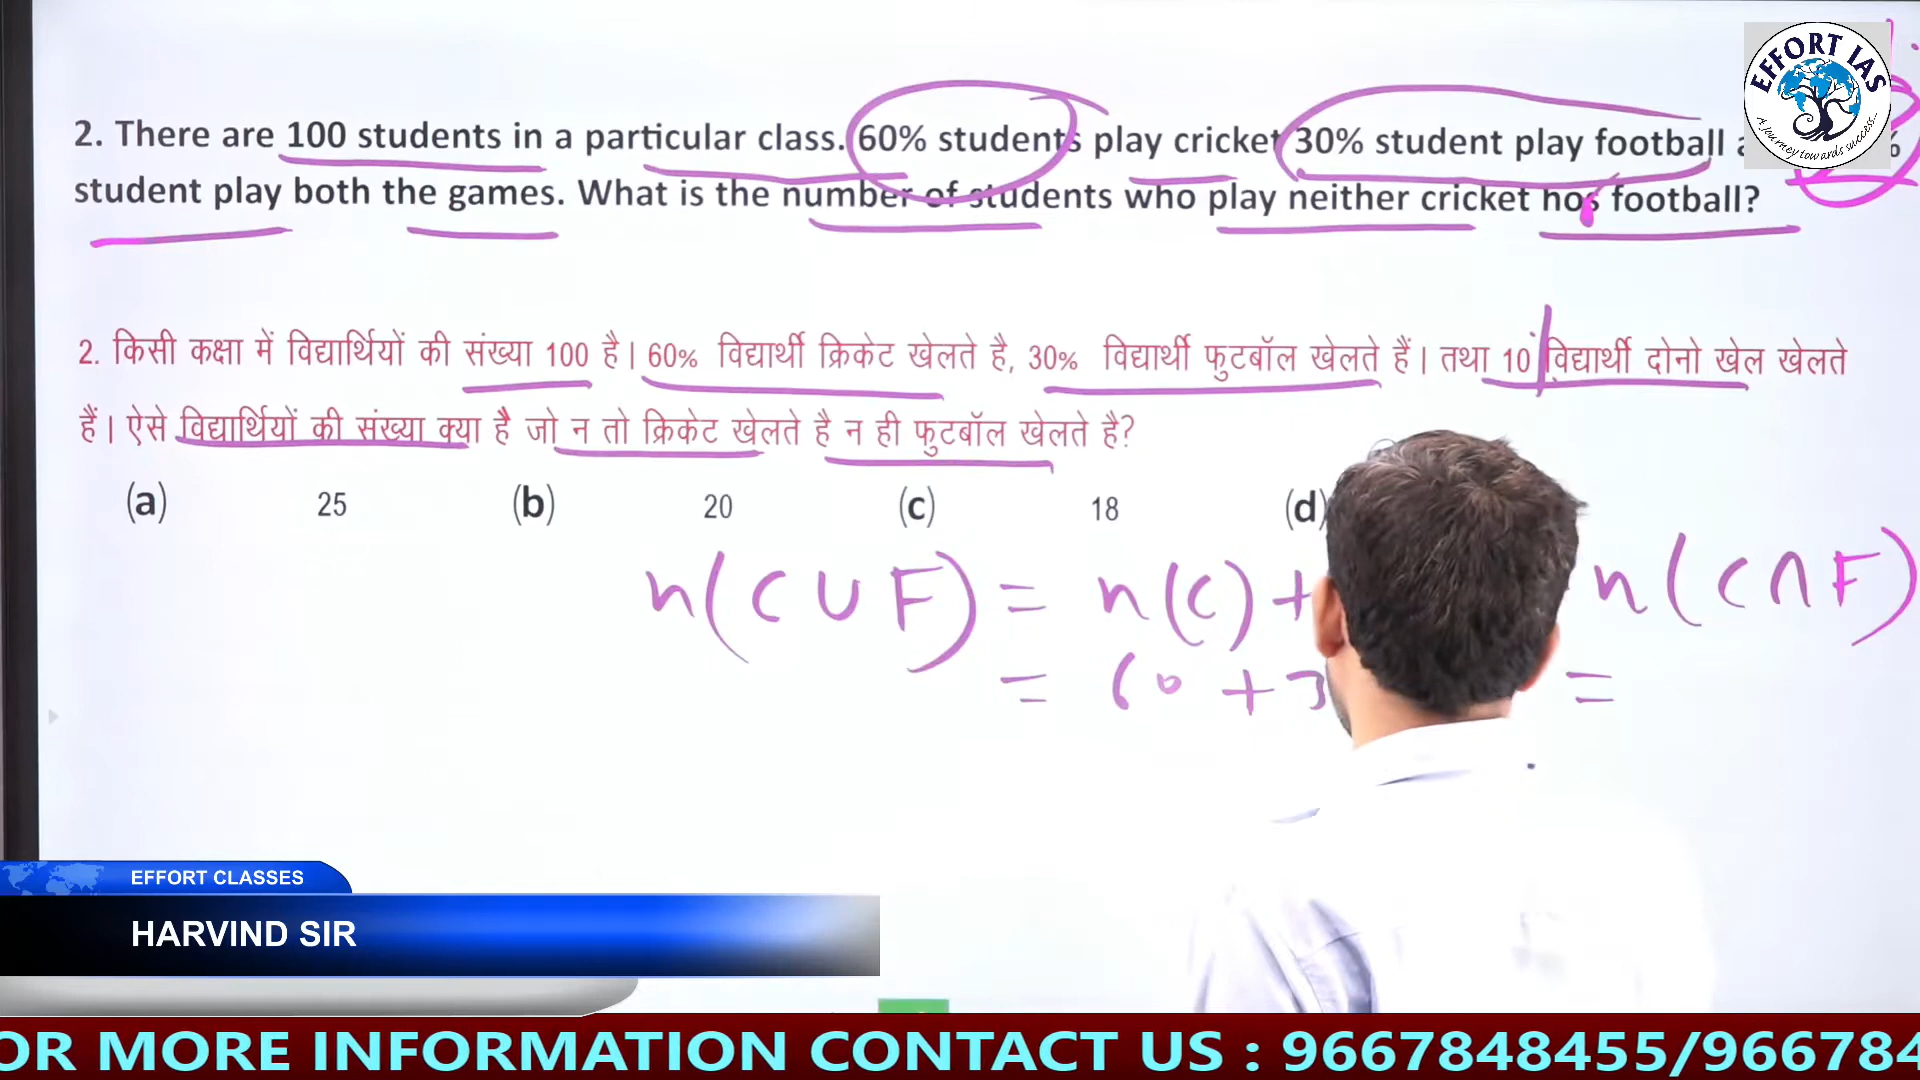 2. There are 100 students in a particular class. 60% students play cricket 30% student play football
student play both the games. What is the number of students who play neither cricket nor football?
2. किसी कक्षा में विद्यार्थियों की संख्या 100 है। 60% विद्यार्थी क्रिकेट खेलते है, 30% विद्यार्थी फुटबॉल खेलते हैं। तथा 10 विद्यार्थी दोनो खेल खेलते
हैं। ऐसे विद्यार्थियों की संख्या क्या है जो न तो क्रिकेट खेलते है न ही फुटबॉल खेलते है?
(a) 25 (b) 20 (c) 18 (d)
n(C∪F) = n(C) + n(C∩F)
= 60 + 3 =
EFFORT IAS
A journey towards success...
EFFORT CLASSES
HARVIND SIR
OR MORE INFORMATION CONTACT US : 9667848455/966784